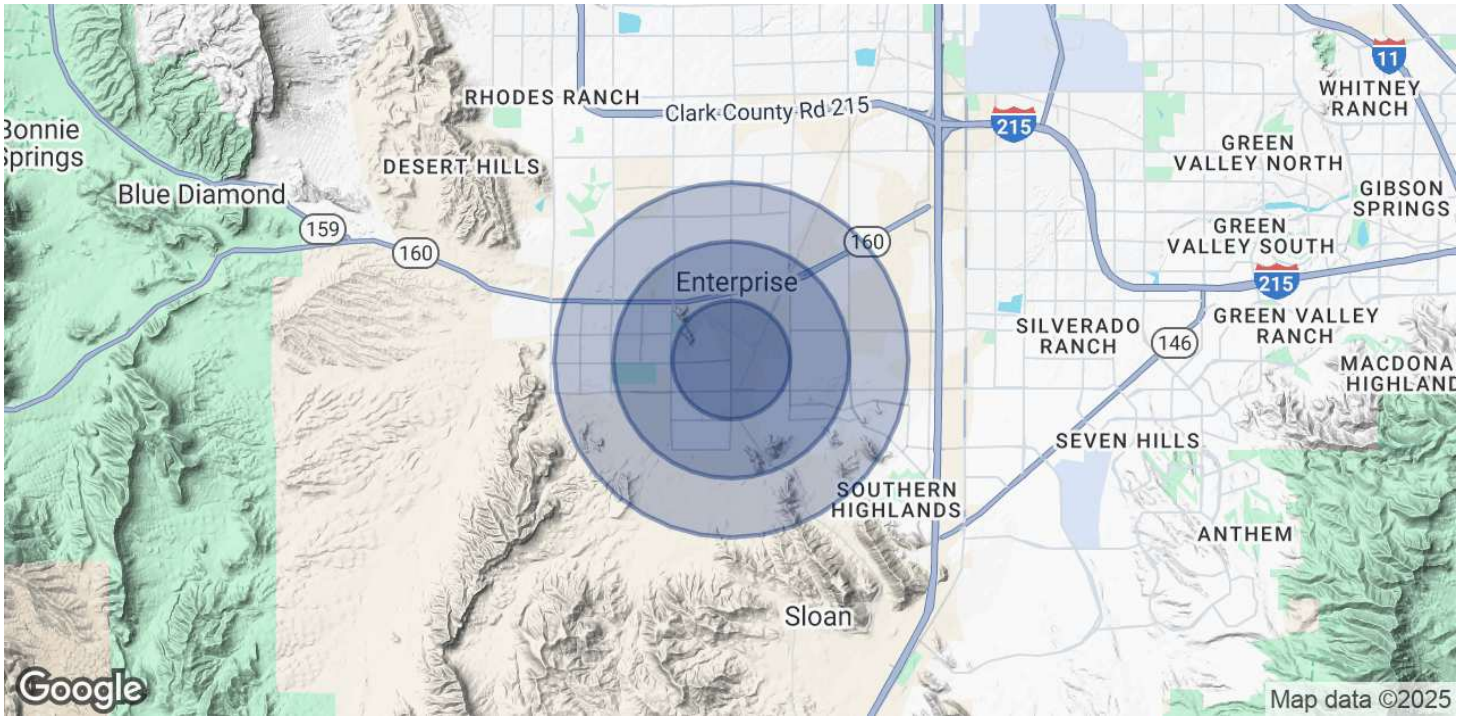 11
WHITNEY
RANCH
RHODES RANCH
Clark County Rd 215
215
Bonnie
Springs
DESERT HILLS
GREEN
VALLEY NORTH
Blue Diamond
GIBSON
SPRINGS
159
160
160
GREEN
VALLEY SOUTH
Enterprise
215
SILVERADO
RANCH
146
GREEN VALLEY
RANCH
MACDONA
HIGHLAND
SEVEN HILLS
SOUTHERN
HIGHLANDS
ANTHEM
Sloan
Google
Map data ©2025